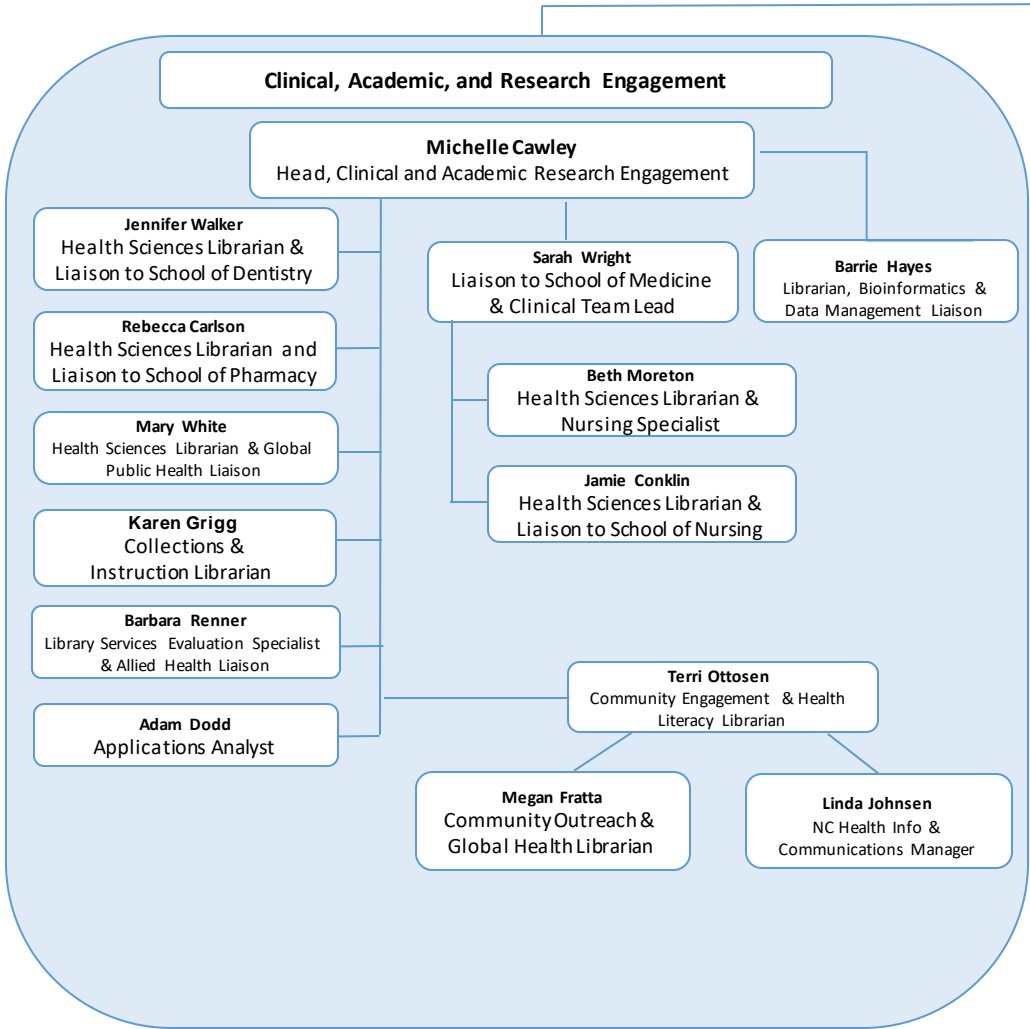 Clinical, Academic, and Research Engagement
Michelle Cawley
Head, Clinical and Academic Research Engagement
Jennifer Walker
Health Sciences Librarian &
Liaison to School of Dentistry
Rebecca Carlson
Health Sciences Librarian and
Liaison to School of Pharmacy
Mary White
Health Sciences Librarian & Global
Public Health Liaison
Karen Grigg
Collections &
Instruction Librarian
Barbara Renner
Library Services Evaluation Specialist
& Allied Health Liaison
Adam Dodd
Applications Analyst
Sarah Wright
Liaison to School of Medicine
& Clinical Team Lead
Beth Moreton
Health Sciences Librarian &
Nursing Specialist
Jamie Conklin
Health Sciences Librarian &
Liaison to School of Nursing
Barrie Hayes
Librarian, Bioinformatics &
Data Management Liaison
Terri Ottosen
Community Engagement & Health
Literacy Librarian
Megan Fratta
Community Outreach &
Global Health Librarian
Linda Johnsen
NC Health Info &
Communications Manager